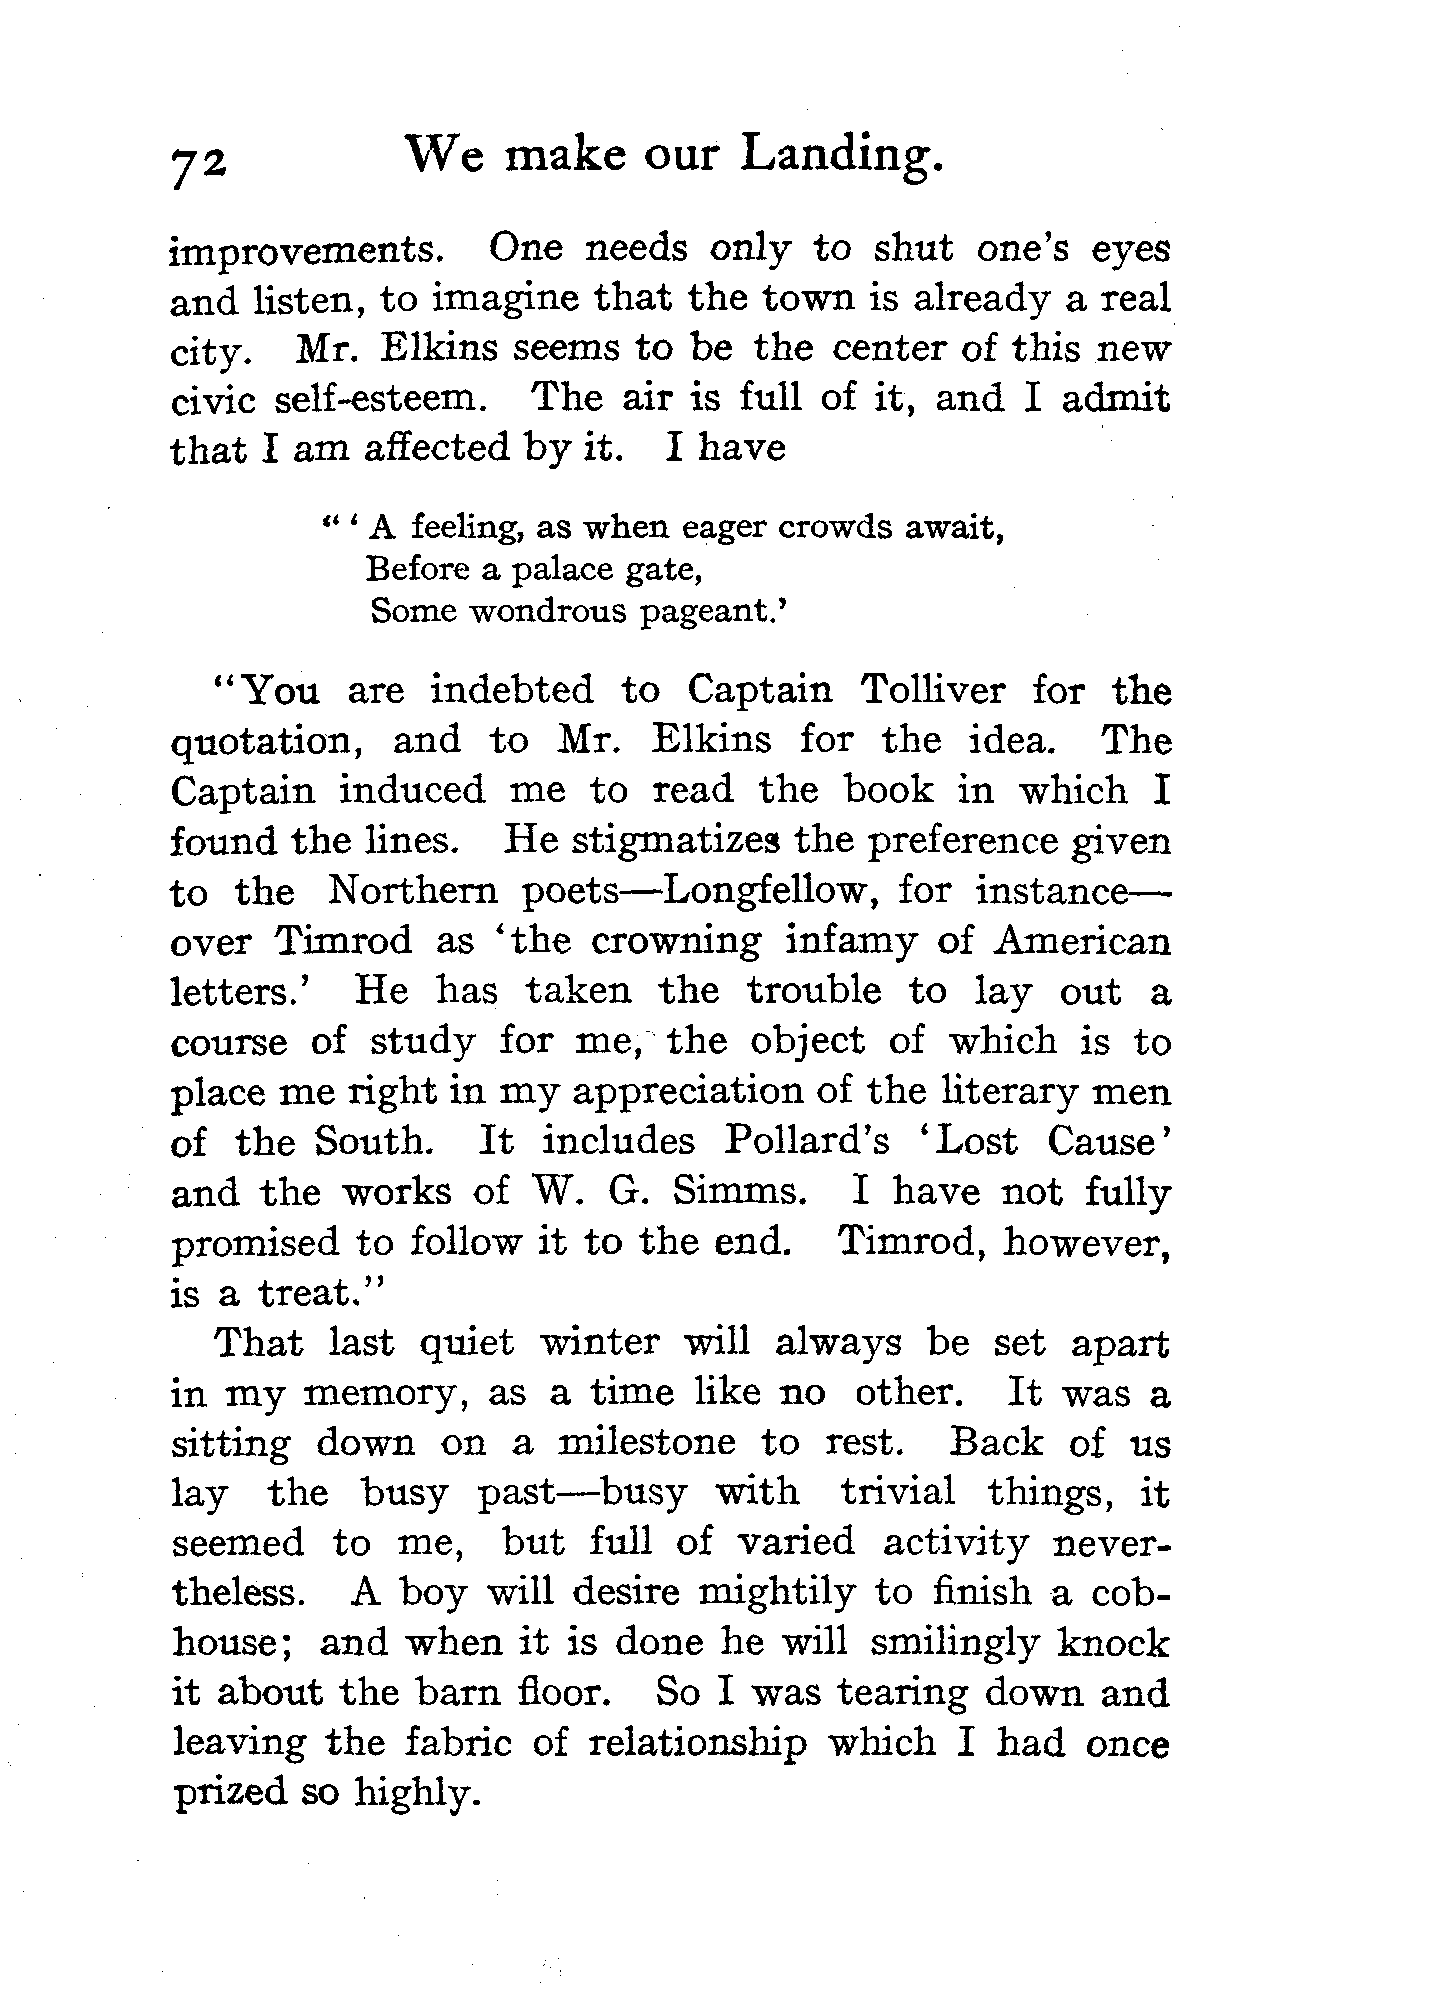 72 We make our Landing.
improvements. One needs only to shut one's eyes
and listen, to imagine that the town is already a real
city. Mr. Elkins seems to be the center of this new
civic self-esteem. The air is full of it, and I admit
that I am affected by it. I have
" ' A feeling, as when eager crowds await,
Before a palace gate,
Some wondrous pageant.'
"You are indebted to Captain Tolliver for the
quotation, and to Mr. Elkins for the idea. The
Captain induced me to read the book in which I
found the lines. He stigmatizes the preference given
to the Northern poets—Longfellow, for instance—
over Timrod as 'the crowning infamy of American
letters.' He has taken the trouble to lay out a
course of study for me, the object of which is to
place me right in my appreciation of the literary men
of the South. It includes Pollard's 'Lost Cause'
and the works of W. G. Simms. I have not fully
promised to follow it to the end. Timrod, however,
is a treat."
That last quiet winter will always be set apart
in my memory, as a time like no other. It was a
sitting down on a milestone to rest. Back of us
lay the busy past—busy with trivial things, it
seemed to me, but full of varied activity never-
theless. A boy will desire mightily to finish a cob-
house; and when it is done he will smilingly knock
it about the barn floor. So I was tearing down and
leaving the fabric of relationship which I had once
prized so highly.